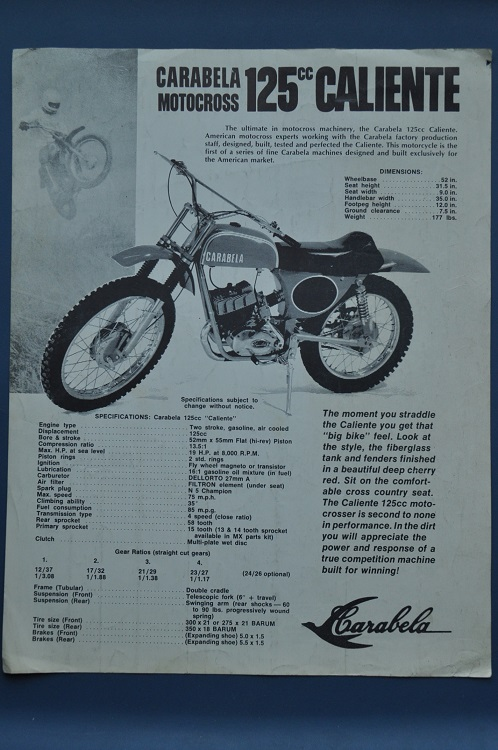 CARABELA
MOTOCROSS 125cc CALIENTE
The ultimate in motocross machinery, the Carabela 125cc Caliente.
American motocross experts working with the Carabela factory production
staff, designed, built, tested and perfected the Caliente. This motorcycle is the
first of a series of fine Carabela machines designed and built exclusively for
the American market.
DIMENSIONS:
Wheelbase 52 in.
Seat height 31.5 in.
Seat width 9.0 in.
Handlebar width 35.0 in.
Footpeg height 12.0 in.
Ground clearance 7.5 in.
Weight 177 lbs.
CARABELA
Specifications subject to
change without notice.
SPECIFICATIONS: Carabela 125cc "Caliente"
Engine type Two stroke, gasoline, air cooled
Displacement 125cc
Bore & stroke 52mm x 55mm Flat (hi-rev) Piston
Compression ratio 13.5:1
Max. H.P. at sea level 19 H.P. at 8,000 R.P.M.
Piston rings 2 std. rings
Ignition Fly wheel magneto or transistor
Lubrication 16:1 gasoline oil mixture (in fuel)
Carburetor DELLORTO 27mm A
Air filter FILTRON element (under seat)
Spark plug N 5 Champion
Max. speed 75 m.p.h.
Climbing ability 35°
Fuel consumption 85 m.p.g.
Transmission type 4 speed (close ratio)
Rear sprocket 58 tooth
Primary sprocket 15 tooth (13 & 14 tooth sprocket
available in MX parts kit)
Clutch Multi-plate wet disc
Gear Ratios (straight cut gears)
1. 2. 3. 4.
12/37 17/32 21/29 23/27 (24/26 optional)
1/3.08 1/1.88 1/1.38 1/1.17
Frame (Tubular) Double cradle
Suspension (Front) Telescopic fork (6" + travel)
Suspension (Rear) Swinging arm (rear shocks — 60
to 90 lbs. progressively wound
spring)
Tire size (Front) 300 x 21 or 275 x 21 BARUM
Tire size (Rear) 350 x 18 BARUM
Brakes (Front) (Expanding shoe) 5.0 x 1.5
Brakes (Rear) (Expanding shoe) 5.5 x 1.5
The moment you straddle
the Caliente you get that
"big bike" feel. Look at
the style, the fiberglass
tank and fenders finished
in a beautiful deep cherry
red. Sit on the comfort-
able cross country seat.
The Caliente 125cc moto-
crosser is second to none
in performance. In the dirt
you will appreciate the
power and response of a
true competition machine
built for winning!
Carabela